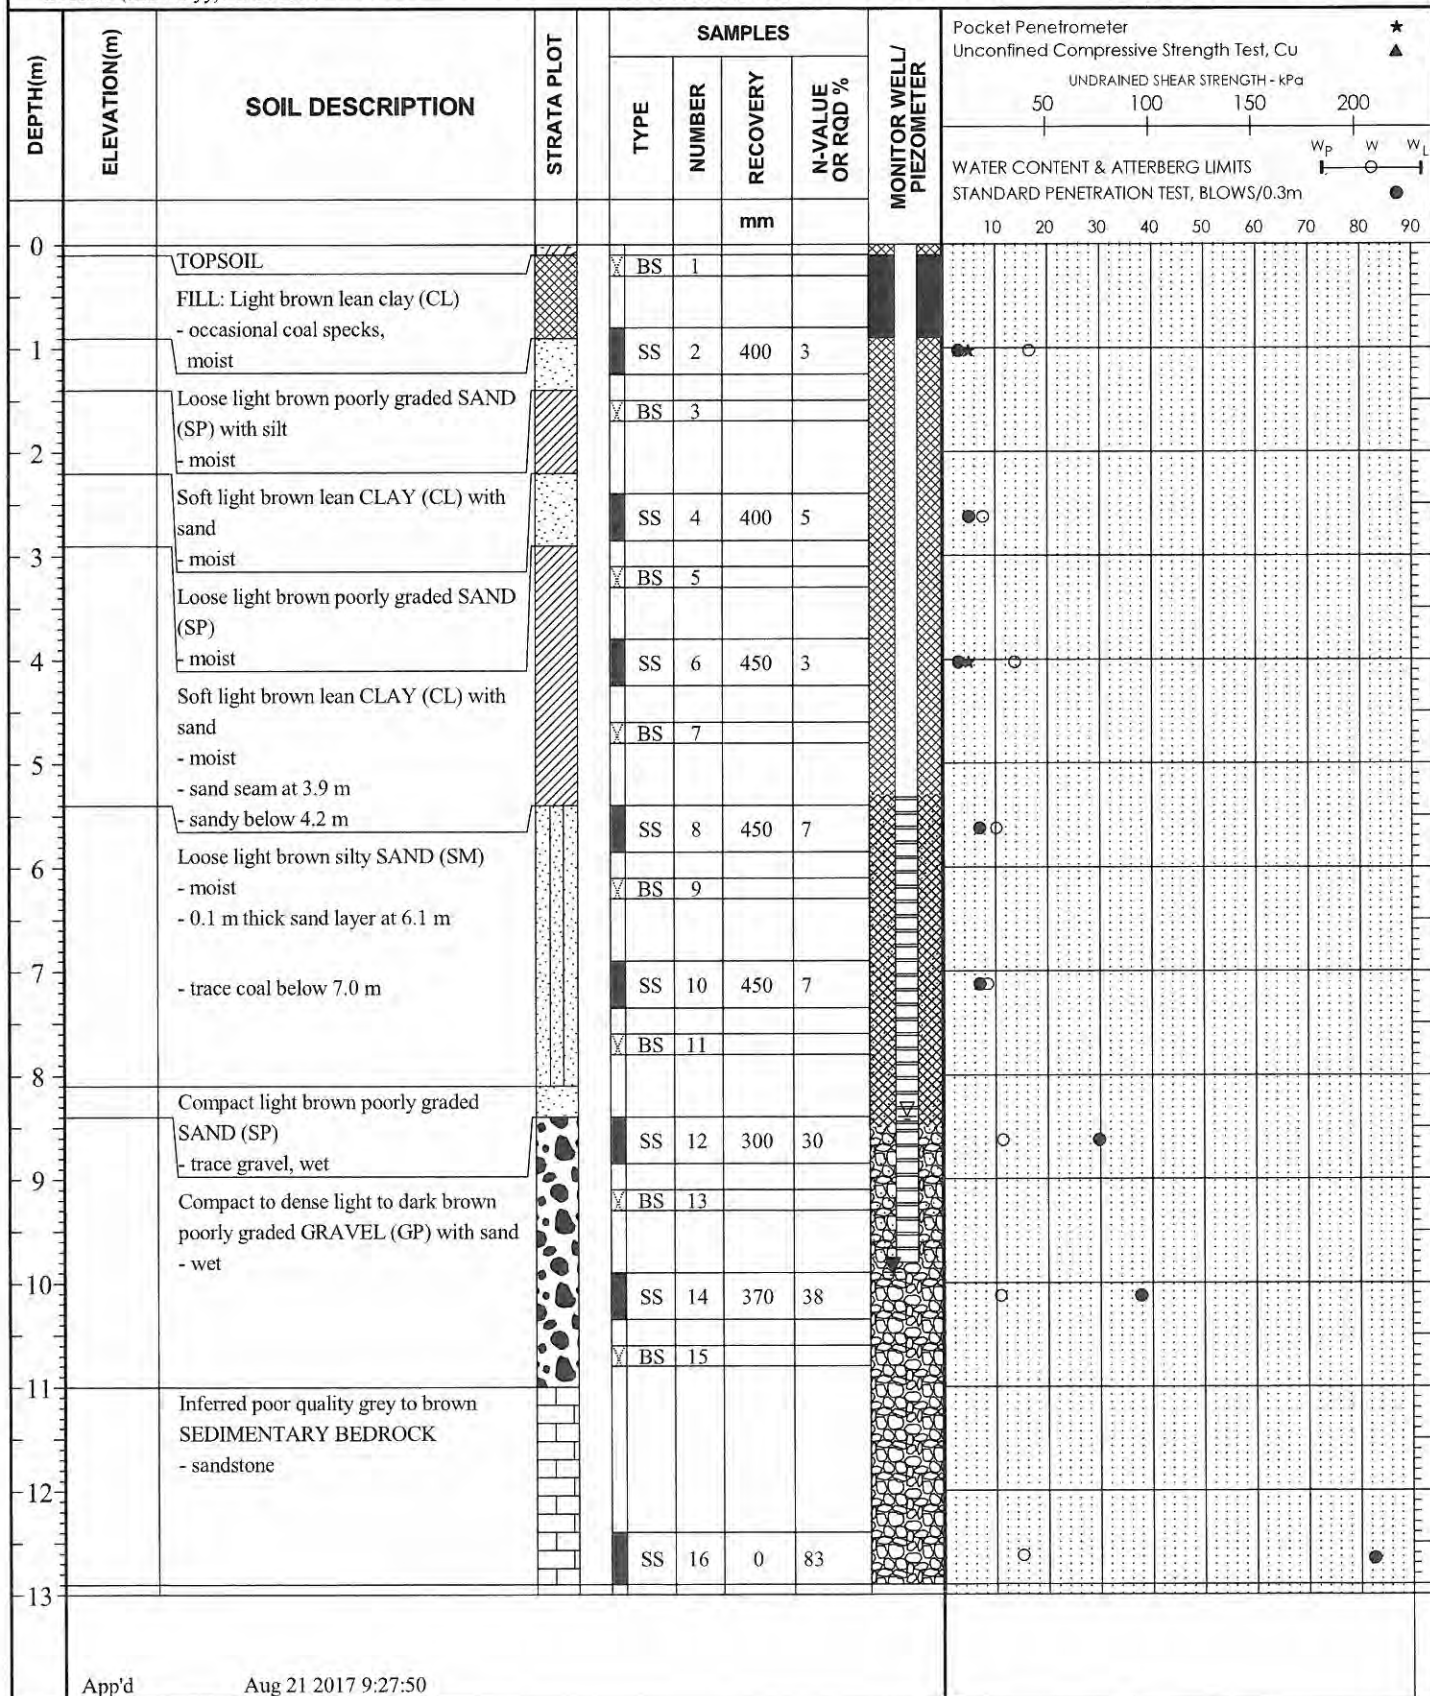 DEPTH(m)
ELEVATION(m)
SOIL DESCRIPTION
STRATA PLOT
SAMPLES
TYPE
NUMBER
RECOVERY
N-VALUE
OR RQD %
mm
MONITOR WELL/
PIEZOMETER
Pocket Penetrometer ★
Unconfined Compressive Strength Test, Cu ▲
UNDRAINED SHEAR STRENGTH - kPa
50 100 150 200
WP W WL
WATER CONTENT & ATTERBERG LIMITS
STANDARD PENETRATION TEST, BLOWS/0.3m ●
10 20 30 40 50 60 70 80 90
0
TOPSOIL
BS 1
FILL: Light brown lean clay (CL)
- occasional coal specks,
moist
1
SS 2 400 3
Loose light brown poorly graded SAND
(SP) with silt
- moist
BS 3
2
Soft light brown lean CLAY (CL) with
sand
- moist
SS 4 400 5
3
BS 5
Loose light brown poorly graded SAND
(SP)
- moist
4
SS 6 450 3
Soft light brown lean CLAY (CL) with
sand
- moist
- sand seam at 3.9 m
- sandy below 4.2 m
BS 7
5
SS 8 450 7
Loose light brown silty SAND (SM)
- moist
- 0.1 m thick sand layer at 6.1 m
6
BS 9
7
- trace coal below 7.0 m
SS 10 450 7
BS 11
8
Compact light brown poorly graded
SAND (SP)
- trace gravel, wet
SS 12 300 30
9
BS 13
Compact to dense light to dark brown
poorly graded GRAVEL (GP) with sand
- wet
10
SS 14 370 38
BS 15
11
Inferred poor quality grey to brown
SEDIMENTARY BEDROCK
- sandstone
12
SS 16 0 83
13
10 20 30 40 50 60 70 80
App'd Aug 21 2017 9:27:50